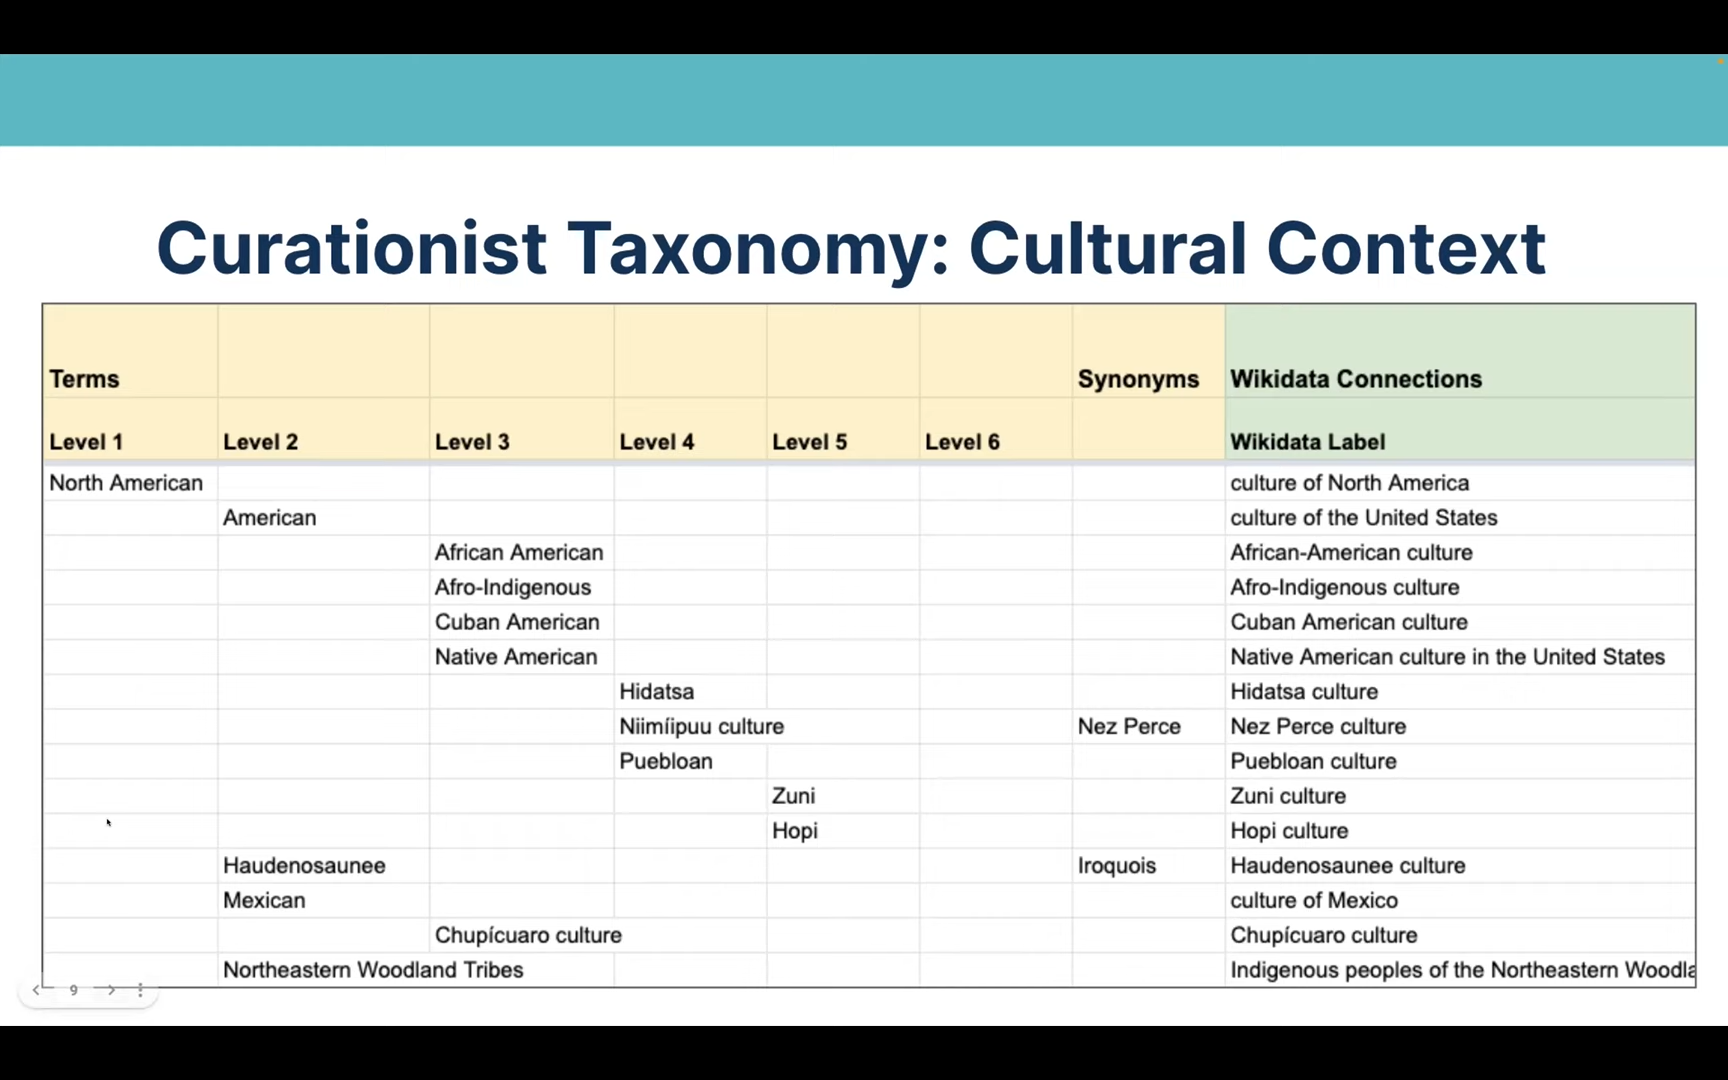 Curationist Taxonomy: Cultural Context
Terms Synonyms Wikidata Connections
Level 1 Level 2 Level 3 Level 4 Level 5 Level 6 Wikidata Label
North American culture of North America
American culture of the United States
African American African-American culture
Afro-Indigenous Afro-Indigenous culture
Cuban American Cuban American culture
Native American Native American culture in the United States
Hidatsa Hidatsa culture
Niimíipuu culture Nez Perce Nez Perce culture
Puebloan Puebloan culture
Zuni Zuni culture
Hopi Hopi culture
Haudenosaunee Iroquois Haudenosaunee culture
Mexican culture of Mexico
Chupícuaro culture Chupícuaro culture
Northeastern Woodland Tribes Indigenous peoples of the Northeastern Woodla
9